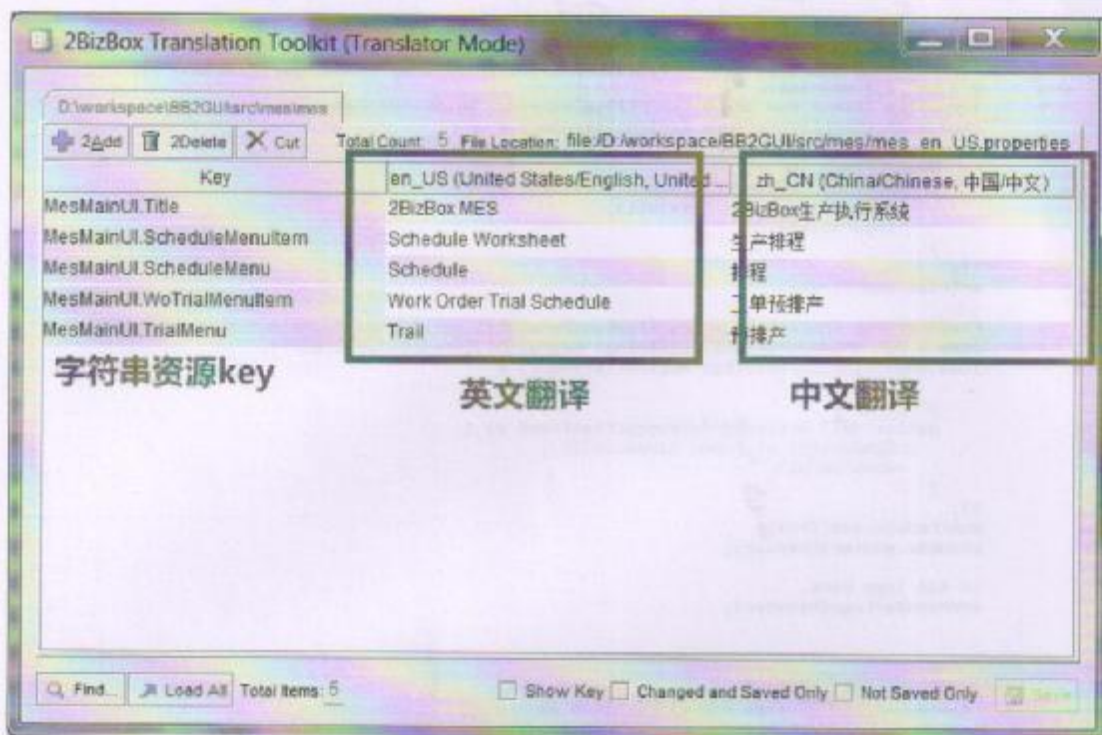 2BizBox Translation Toolkit (Translator Mode)
D:\workspace\BB2GUI\src\mes\mes
2Add 2Delete Cut Total Count: 5 File Location: file:/D:/workspace/BB2GUI/src/mes/mes_en_US.properties
Key en_US (United States/English, United ... zh_CN (China/Chinese, 中国/中文)
MesMainUI.Title 2BizBox MES 2BizBox生产执行系统
MesMainUI.ScheduleMenuItem Schedule Worksheet 生产排程
MesMainUI.ScheduleMenu Schedule 排程
MesMainUI.WoTrialMenuItem Work Order Trial Schedule 工单预排产
MesMainUI.TrialMenu Trail 预排产
字符串资源key
英文翻译 中文翻译
Find... Load All Total Items: 5 Show Key Changed and Saved Only Not Saved Only Save